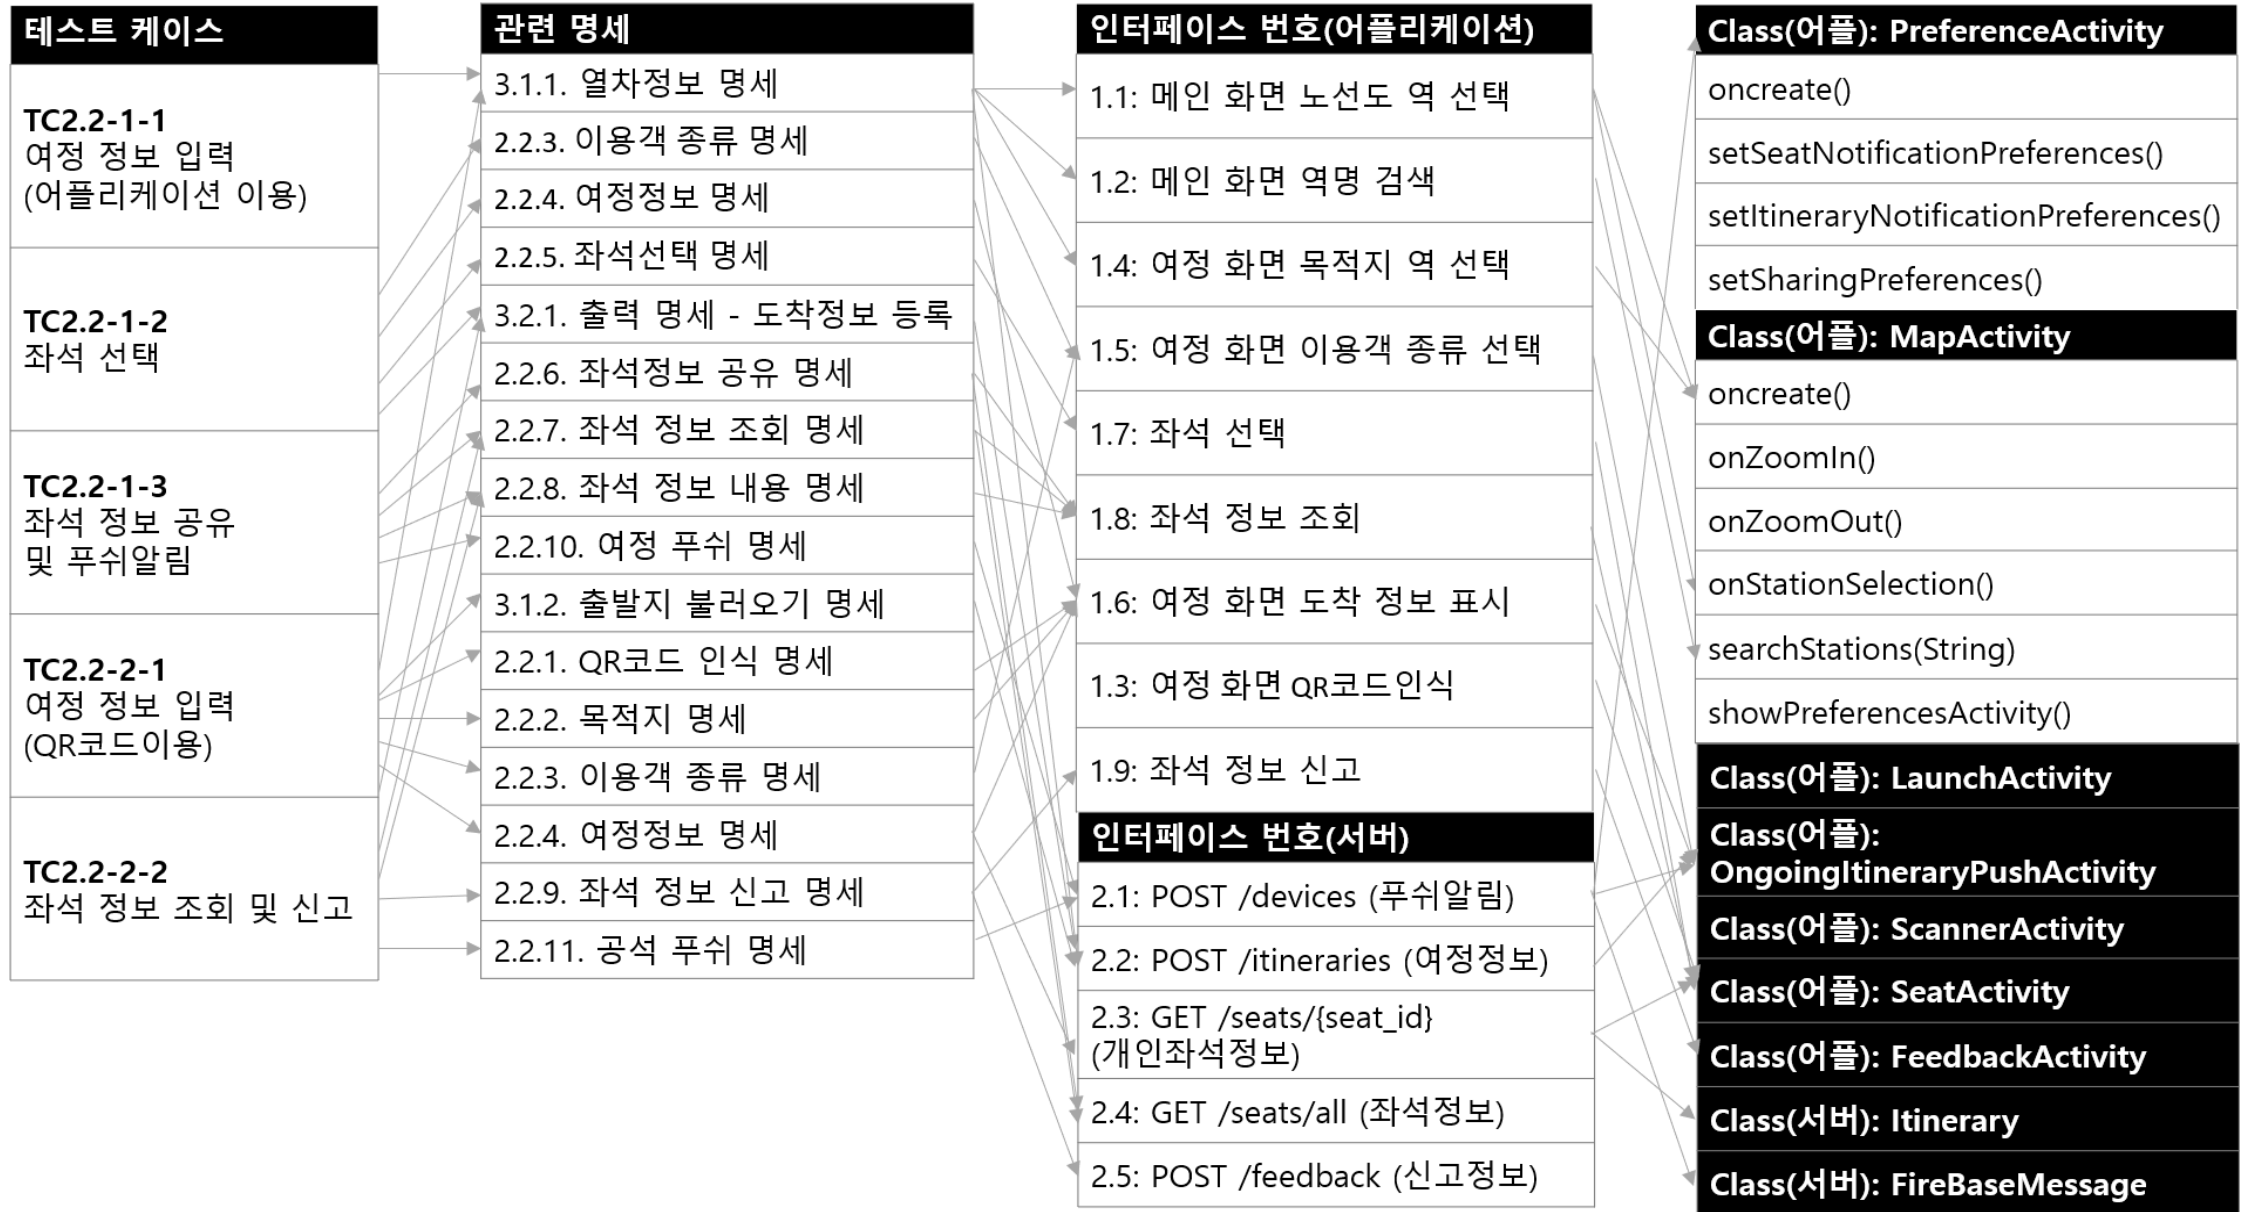 테스트 케이스
TC2.2-1-1
여정 정보 입력
(어플리케이션 이용)
TC2.2-1-2
좌석 선택
TC2.2-1-3
좌석 정보 공유
및 푸쉬알림
TC2.2-2-1
여정 정보 입력
(QR코드이용)
TC2.2-2-2
좌석 정보 조회 및 신고
관련 명세
3.1.1. 열차정보 명세
2.2.3. 이용객 종류 명세
2.2.4. 여정정보 명세
2.2.5. 좌석선택 명세
3.2.1. 출력 명세 - 도착정보 등록
2.2.6. 좌석정보 공유 명세
2.2.7. 좌석 정보 조회 명세
2.2.8. 좌석 정보 내용 명세
2.2.10. 여정 푸쉬 명세
3.1.2. 출발지 불러오기 명세
2.2.1. QR코드 인식 명세
2.2.2. 목적지 명세
2.2.3. 이용객 종류 명세
2.2.4. 여정정보 명세
2.2.9. 좌석 정보 신고 명세
2.2.11. 공석 푸쉬 명세
인터페이스 번호(어플리케이션)
1.1: 메인 화면 노선도 역 선택
1.2: 메인 화면 역명 검색
1.4: 여정 화면 목적지 역 선택
1.5: 여정 화면 이용객 종류 선택
1.7: 좌석 선택
1.8: 좌석 정보 조회
1.6: 여정 화면 도착 정보 표시
1.3: 여정 화면 QR코드인식
1.9: 좌석 정보 신고
인터페이스 번호(서버)
2.1: POST /devices (푸쉬알림)
2.2: POST /itineraries (여정정보)
2.3: GET /seats/{seat_id}
(개인좌석정보)
2.4: GET /seats/all (좌석정보)
2.5: POST /feedback (신고정보)
Class(어플): PreferenceActivity
oncreate()
setSeatNotificationPreferences()
setItineraryNotificationPreferences()
setSharingPreferences()
Class(어플): MapActivity
oncreate()
onZoomIn()
onZoomOut()
onStationSelection()
searchStations(String)
showPreferencesActivity()
Class(어플): LaunchActivity
Class(어플):
OngoingItineraryPushActivity
Class(어플): ScannerActivity
Class(어플): SeatActivity
Class(어플): FeedbackActivity
Class(서버): Itinerary
Class(서버): FireBaseMessage